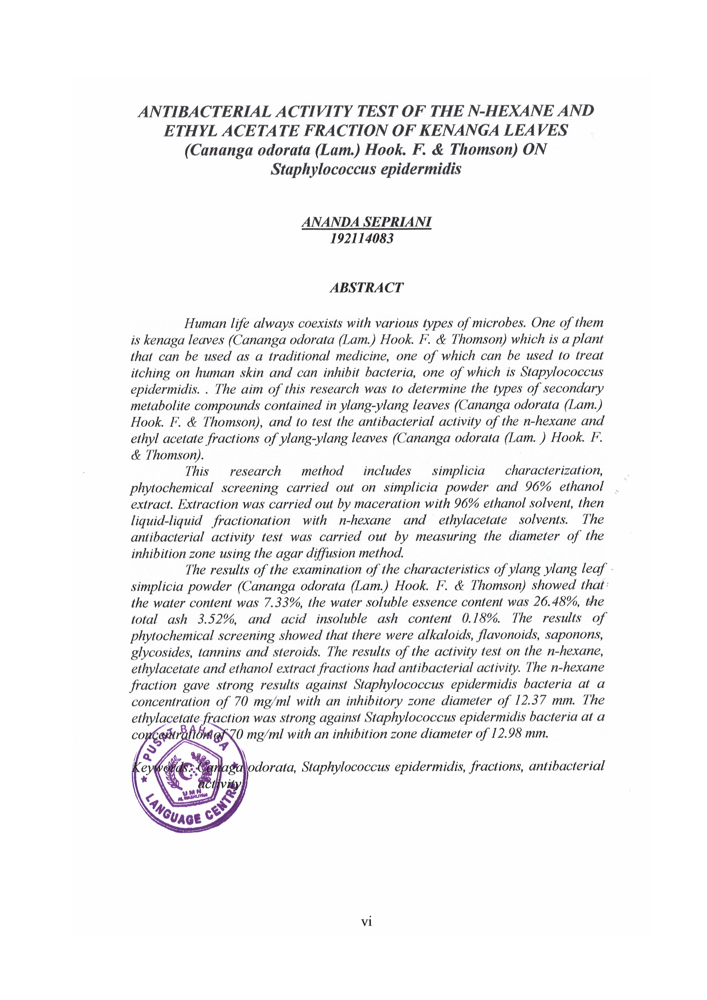 ANTIBACTERIAL ACTIVITY TEST OF THE N-HEXANE AND
ETHYL ACETATE FRACTION OF KENANGA LEAVES
(Cananga odorata (Lam.) Hook. F. & Thomson) ON
Staphylococcus epidermidis
ANANDA SEPRIANI
192114083
ABSTRACT
Human life always coexists with various types of microbes. One of them
is kenaga leaves (Cananga odorata (Lam.) Hook. F. & Thomson) which is a plant
that can be used as a traditional medicine, one of which can be used to treat
itching on human skin and can inhibit bacteria, one of which is Stapylococcus
epidermidis. . The aim of this research was to determine the types of secondary
metabolite compounds contained in ylang-ylang leaves (Cananga odorata (Lam.)
Hook. F. & Thomson), and to test the antibacterial activity of the n-hexane and
ethyl acetate fractions of ylang-ylang leaves (Cananga odorata (Lam. ) Hook. F.
& Thomson).
This research method includes simplicia characterization,
phytochemical screening carried out on simplicia powder and 96% ethanol
extract. Extraction was carried out by maceration with 96% ethanol solvent, then
liquid-liquid fractionation with n-hexane and ethylacetate solvents. The
antibacterial activity test was carried out by measuring the diameter of the
inhibition zone using the agar diffusion method.
The results of the examination of the characteristics of ylang ylang leaf
simplicia powder (Cananga odorata (Lam.) Hook. F. & Thomson) showed that
the water content was 7.33%, the water soluble essence content was 26.48%, the
total ash 3.52%, and acid insoluble ash content 0.18%. The results of
phytochemical screening showed that there were alkaloids, flavonoids, saponons,
glycosides, tannins and steroids. The results of the activity test on the n-hexane,
ethylacetate and ethanol extract fractions had antibacterial activity. The n-hexane
fraction gave strong results against Staphylococcus epidermidis bacteria at a
concentration of 70 mg/ml with an inhibitory zone diameter of 12.37 mm. The
ethylacetate fraction was strong against Staphylococcus epidermidis bacteria at a
concentration of 70 mg/ml with an inhibition zone diameter of 12.98 mm.
Keywords: Canaga odorata, Staphylococcus epidermidis, fractions, antibacterial
activity
PUSAT BAHASA
UMN
AL WASHLIYAH
LANGUAGE CENTRE
vi